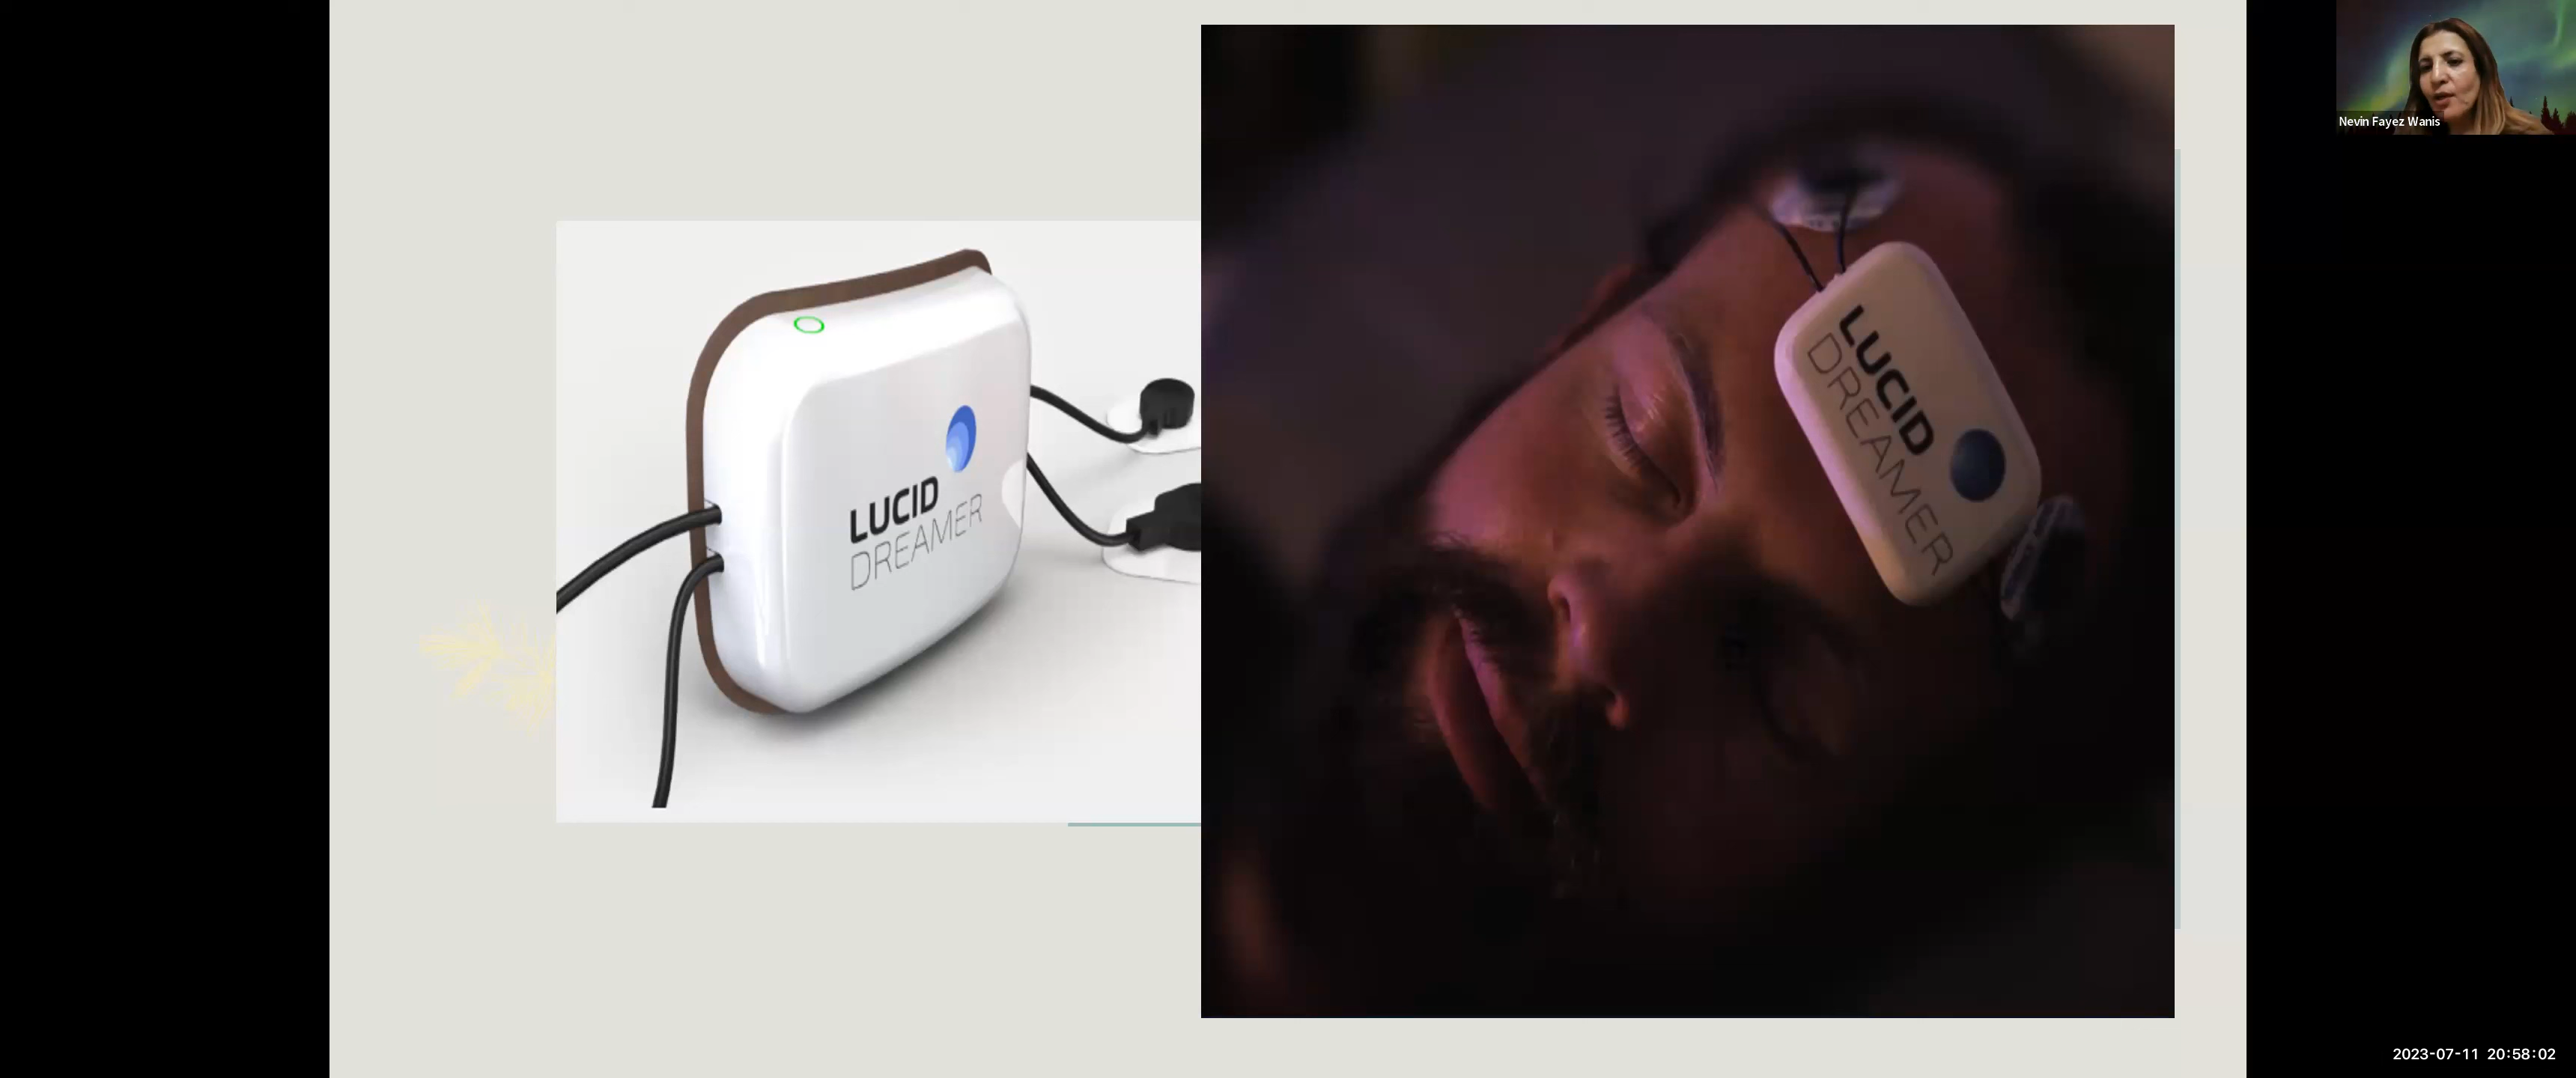 LUCID
DREAMER
LUCID
DREAMER
Nevin Fayez Wanis
2023-07-11 20:58:02